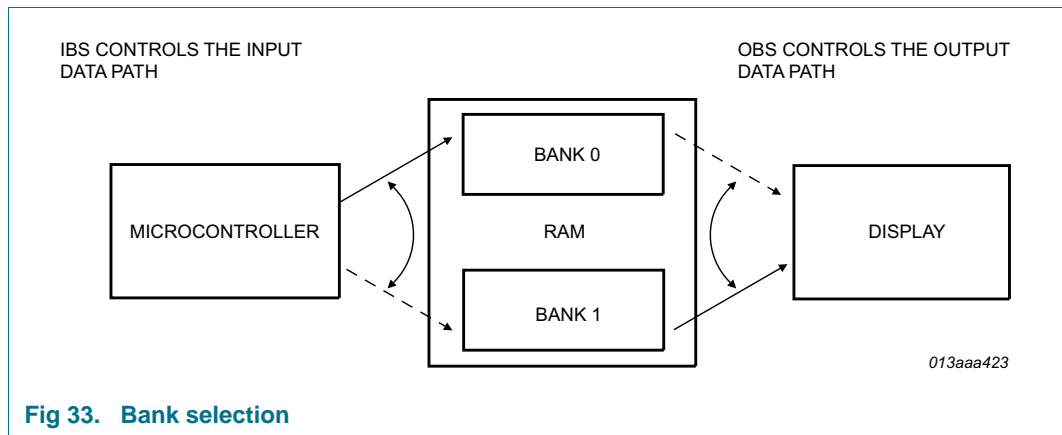 IBS CONTROLS THE INPUT
DATA PATH
OBS CONTROLS THE OUTPUT
DATA PATH
BANK 0
MICROCONTROLLER
RAM
DISPLAY
BANK 1
013aaa423
Fig 33. Bank selection